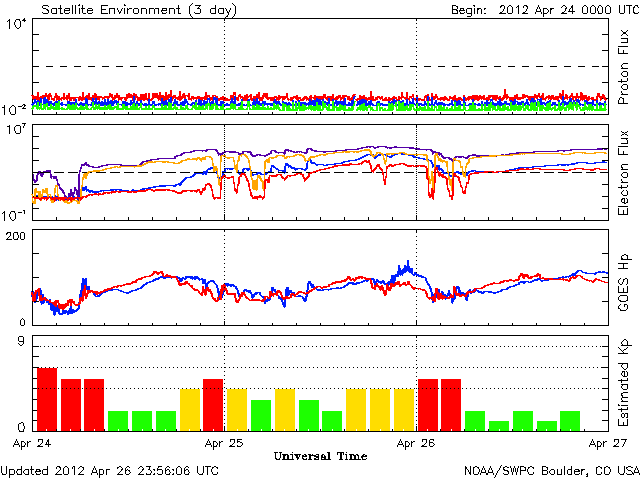 Satellite Environment (3 day) Begin: 2012 Apr 24 0000 UTC
10^4
10^-2
Proton Flux
10^7
10^-1
Electron Flux
200
0
GOES Hp
9
0
Estimated Kp
Apr 24 Apr 25 Apr 26 Apr 27
Universal Time
Updated 2012 Apr 26 23:56:06 UTC NOAA/SWPC Boulder, CO USA